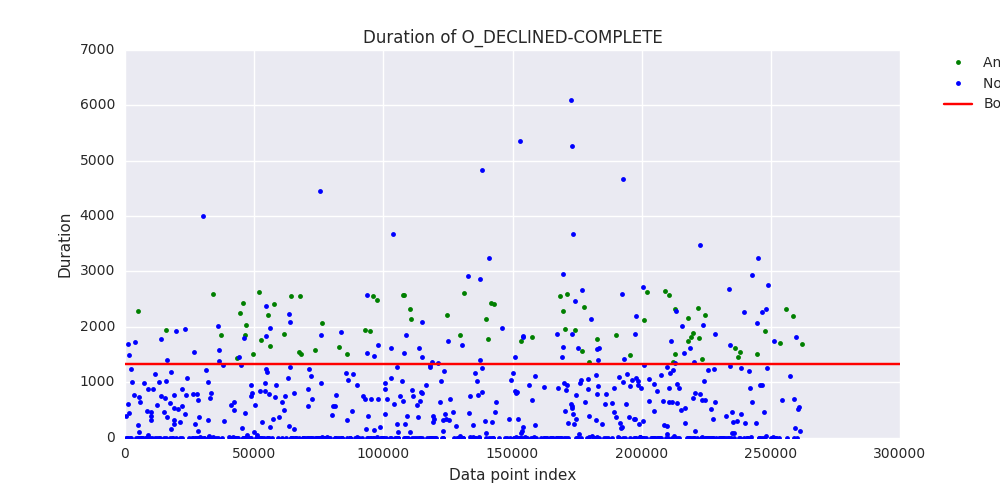 Duration of O_DECLINED-COMPLETE
7000
6000
5000
4000
3000
2000
1000
0
Duration
0 50000 100000 150000 200000 250000 300000
Data point index
An
No
Bo